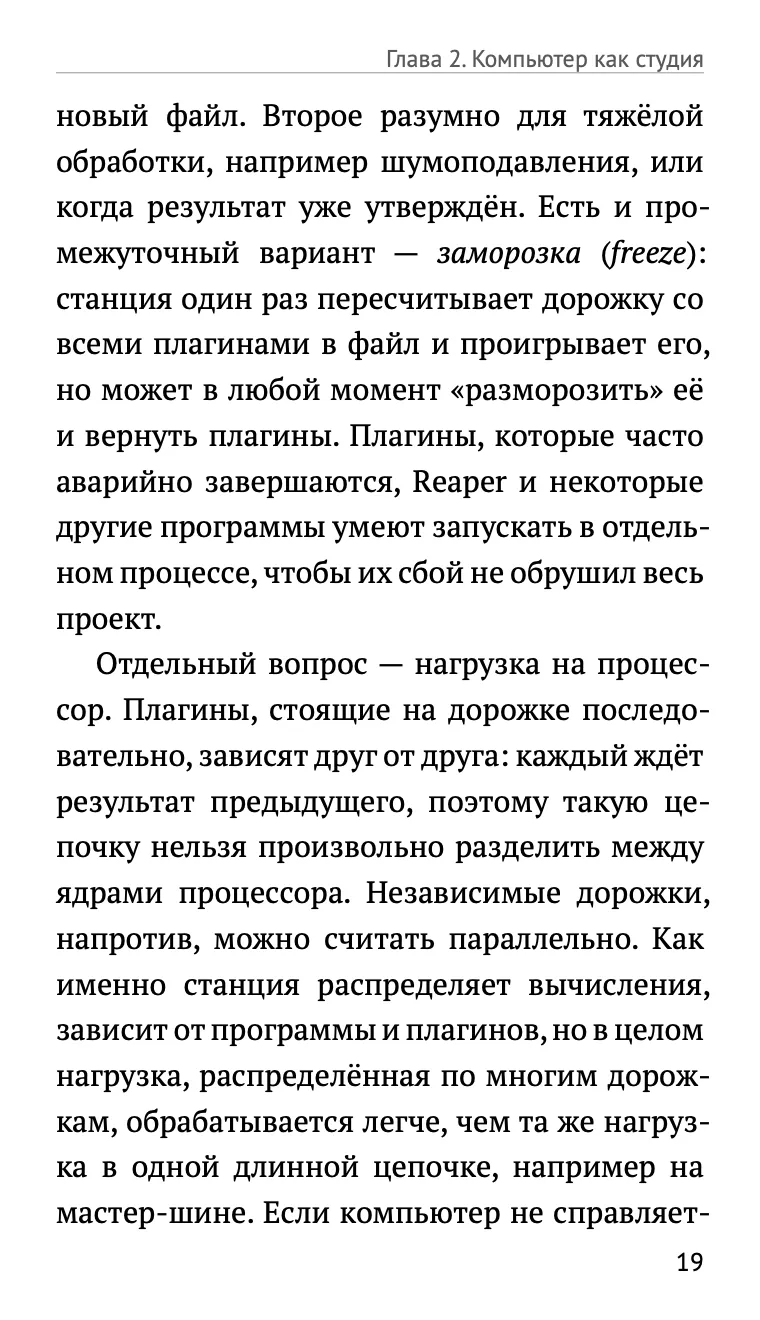 Глава 2. Компьютер как студия
новый файл. Второе разумно для тяжёлой
обработки, например шумоподавления, или
когда результат уже утверждён. Есть и про-
межуточный вариант — заморозка (freeze):
станция один раз пересчитывает дорожку со
всеми плагинами в файл и проигрывает его,
но может в любой момент «разморозить» её
и вернуть плагины. Плагины, которые часто
аварийно завершаются, Reaper и некоторые
другие программы умеют запускать в отдель-
ном процессе, чтобы их сбой не обрушил весь
проект.
Отдельный вопрос — нагрузка на процес-
сор. Плагины, стоящие на дорожке последо-
вательно, зависят друг от друга: каждый ждёт
результат предыдущего, поэтому такую це-
почку нельзя произвольно разделить между
ядрами процессора. Независимые дорожки,
напротив, можно считать параллельно. Как
именно станция распределяет вычисления,
зависит от программы и плагинов, но в целом
нагрузка, распределённая по многим дорож-
кам, обрабатывается легче, чем та же нагруз-
ка в одной длинной цепочке, например на
мастер-шине. Если компьютер не справляет-
19